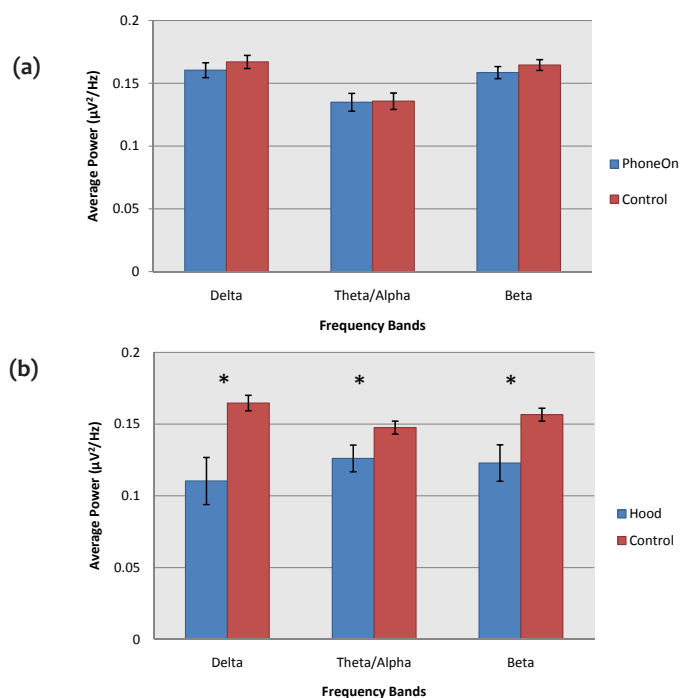 (a)
Average Power (µV²/Hz)
0.2
0.15
0.1
0.05
0
Delta Theta/Alpha Beta
Frequency Bands
PhoneOn
Control
(b)
Average Power (µV²/Hz)
0.2
0.15
0.1
0.05
0
* * *
Delta Theta/Alpha Beta
Frequency Bands
Hood
Control